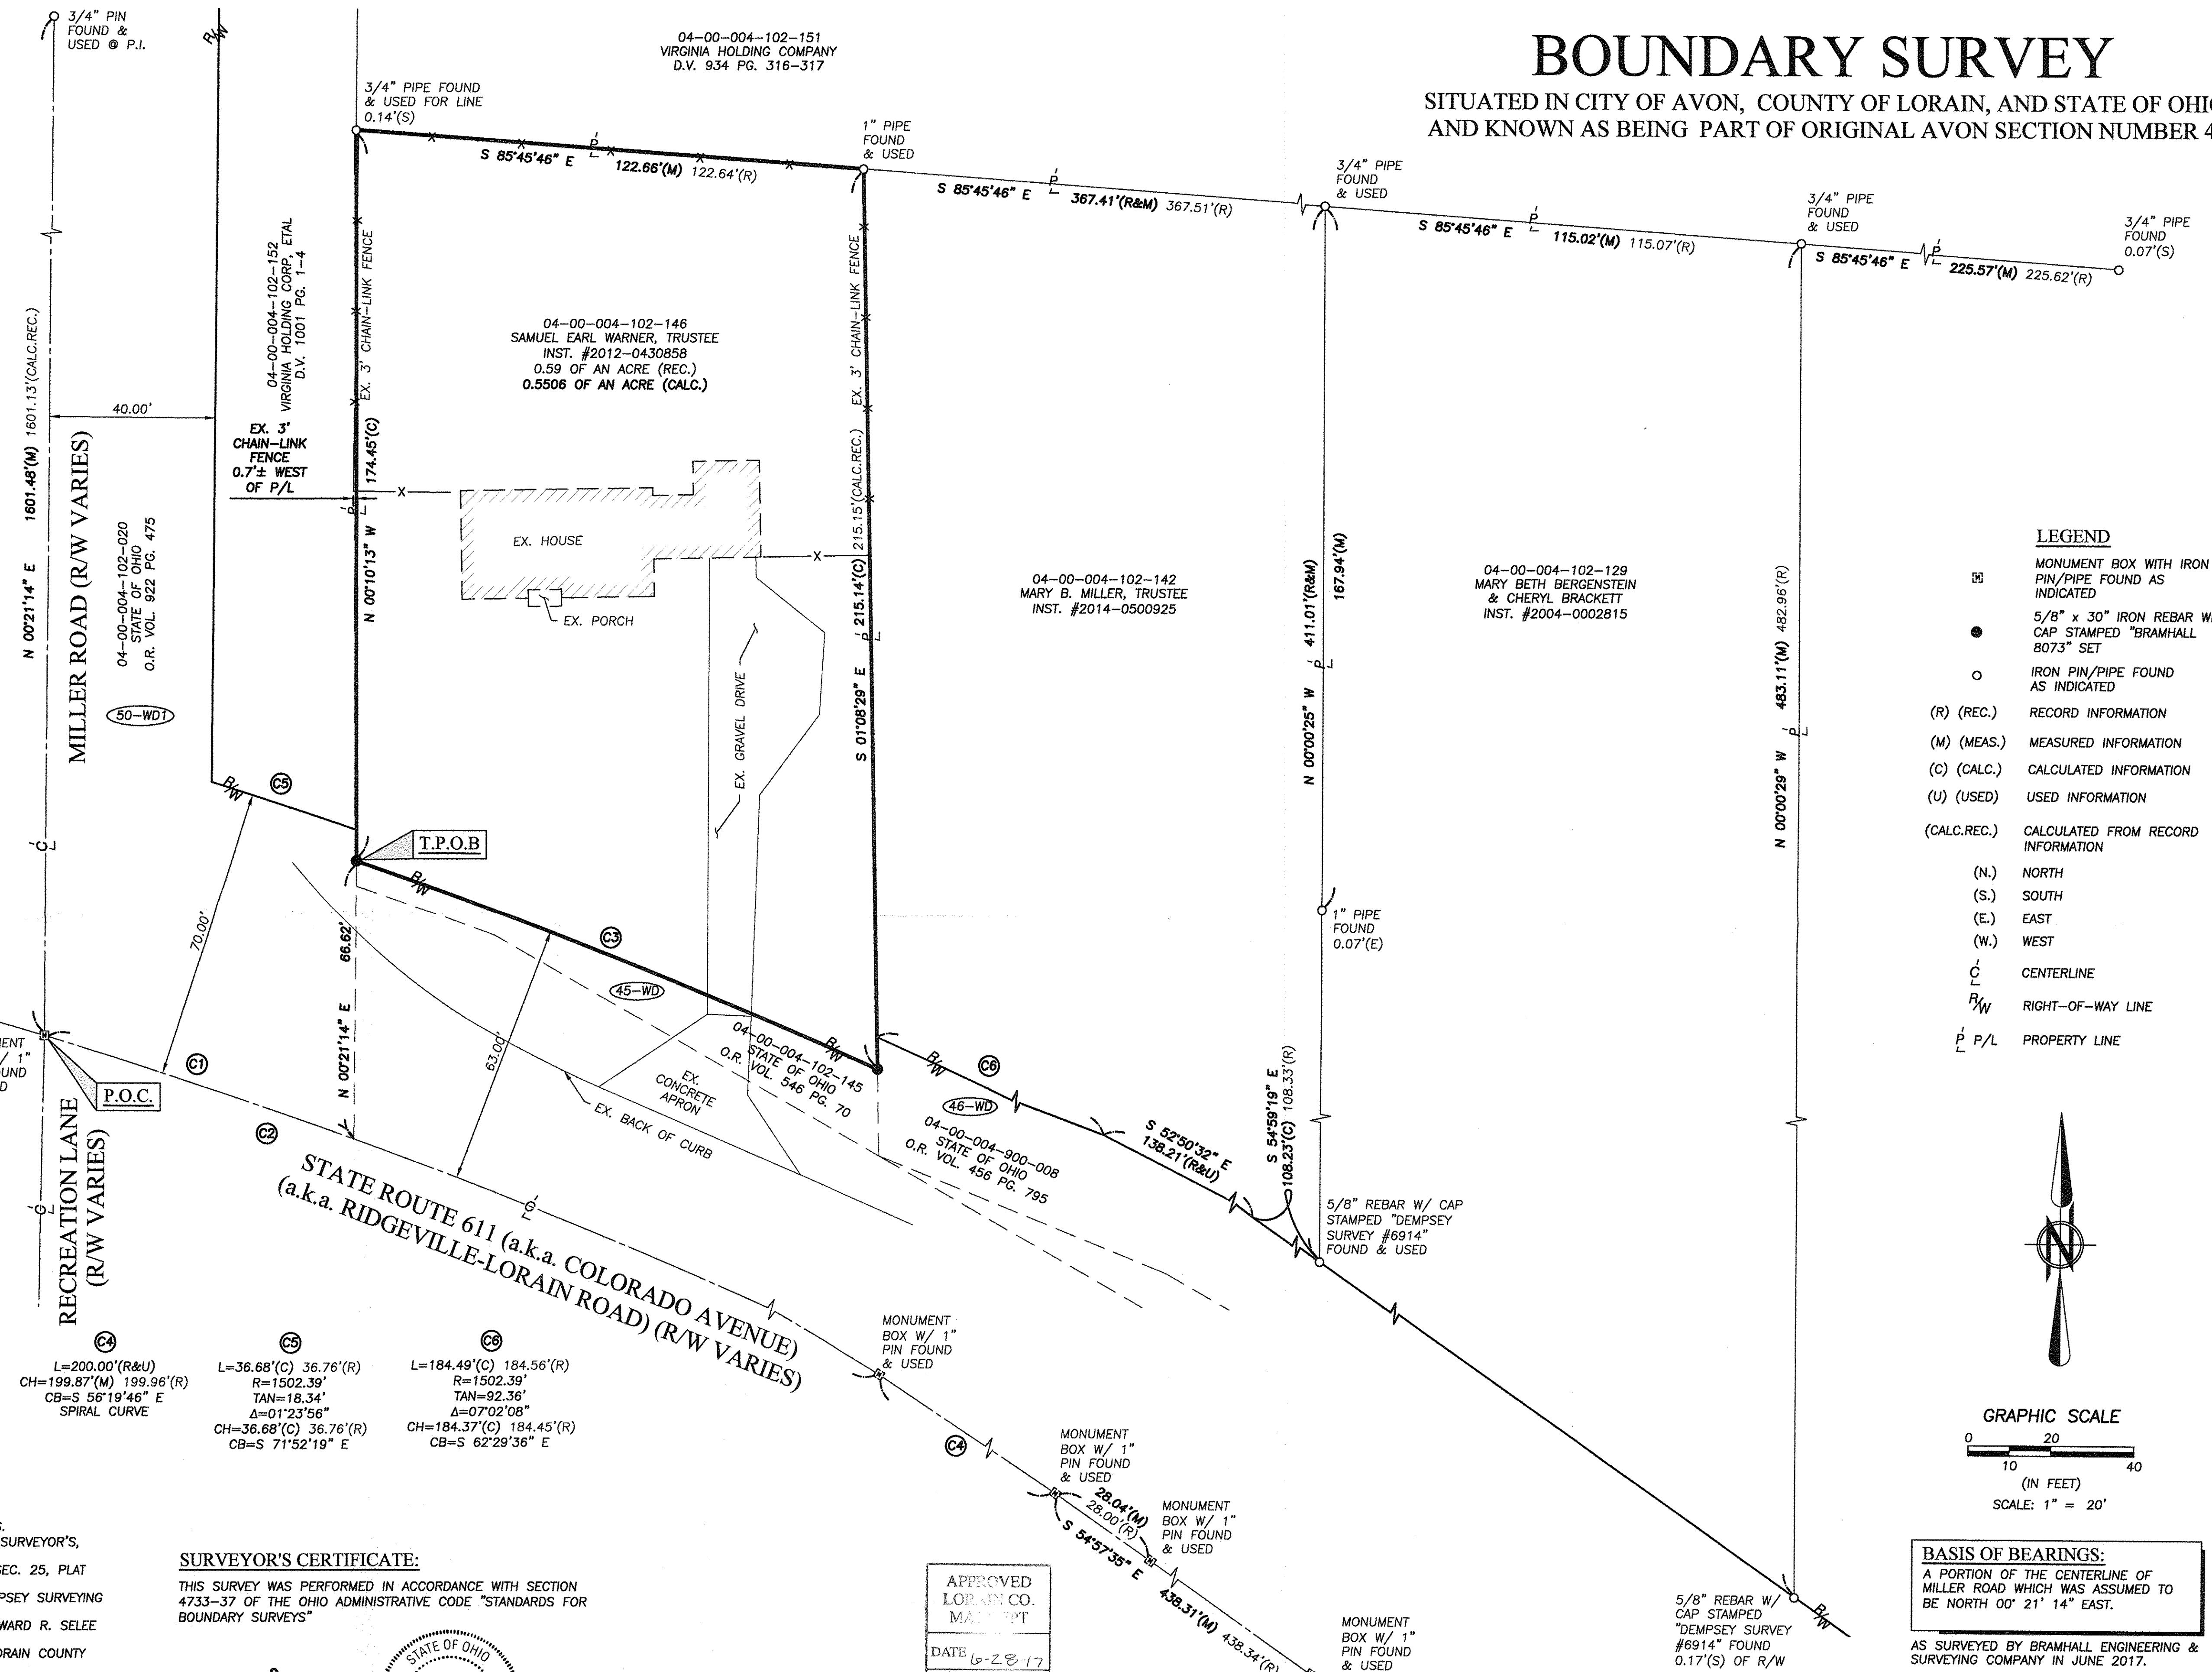 BOUNDARY SURVEY
SITUATED IN CITY OF AVON, COUNTY OF LORAIN, AND STATE OF
AND KNOWN AS BEING PART OF ORIGINAL AVON SECTION NUMBER 4
3/4" PIN
FOUND &
USED @ P.I.
R/W
04-00-004-102-151
VIRGINIA HOLDING COMPANY
D.V. 934 PG. 316-317
3/4" PIPE FOUND
& USED FOR LINE
0.14'(S)
S 85°45'46" E
122.66'(M) 122.64'(R)
1" PIPE
FOUND
& USED
S 85°45'46" E
367.41'(R&M) 367.51'(R)
3/4" PIPE
FOUND
& USED
S 85°45'46" E
115.02'(M) 115.07'(R)
3/4" PIPE
FOUND
& USED
S 85°45'46" E
225.57'(M) 225.62'(R)
3/4" PIPE
FOUND
0.07'(S)
N 00°21'14" E 1601.48'(M) 1601.13'(CALC.REC.)
40.00'
MILLER ROAD (R/W VARIES)
04-00-004-102-020
STATE OF OHIO
O.R. VOL. 922 PG. 475
50-WD1
04-00-004-102-152
VIRGINIA HOLDING CORP, ETAL
D.V. 1001 PG. 1-4
EX. 3'
CHAIN-LINK
FENCE
0.7'± WEST
OF P/L
EX. 3' CHAIN-LINK FENCE
N 00°10'13" W 174.45'(C)
04-00-004-102-146
SAMUEL EARL WARNER, TRUSTEE
INST. #2012-0430858
0.59 OF AN ACRE (REC.)
0.5506 OF AN ACRE (CALC.)
EX. HOUSE
EX. PORCH
EX. GRAVEL DRIVE
EX. 3' CHAIN-LINK FENCE
S 01°08'29" E 215.14'(C) 215.15'(CALC.REC.)
04-00-004-102-142
MARY B. MILLER, TRUSTEE
INST. #2014-0500925
N 00°00'25" W 411.01'(R&M)
167.94'(M)
04-00-004-102-129
MARY BETH BERGENSTEIN
& CHERYL BRACKETT
INST. #2004-0002815
N 00°00'29" W 483.11'(M) 482.96'(R)
LEGEND
MONUMENT BOX WITH IRON
PIN/PIPE FOUND AS
INDICATED
5/8" x 30" IRON REBAR
CAP STAMPED "BRAMHALL
8073" SET
IRON PIN/PIPE FOUND
AS INDICATED
(R) (REC.) RECORD INFORMATION
(M) (MEAS.) MEASURED INFORMATION
(C) (CALC.) CALCULATED INFORMATION
(U) (USED) USED INFORMATION
(CALC.REC.) CALCULATED FROM RECORD
INFORMATION
(N.) NORTH
(S.) SOUTH
(E.) EAST
(W.) WEST
CL CENTERLINE
R/W RIGHT-OF-WAY LINE
PL P/L PROPERTY LINE
R/W
C5
T.P.O.B
R/W
70.00'
N 00°21'14" E 66.62'
C3
45-WD
63.00'
C1
P.O.C.
C2
RECREATION LANE
(R/W VARIES)
1" PIPE
FOUND
0.07'(E)
04-00-004-102-145
STATE OF OHIO
O.R. VOL. 546 PG. 70
R/W
EX.
CONCRETE
APRON
EX. BACK OF CURB
R/W
C6
46-WD
04-00-004-900-008
STATE OF OHIO
O.R. VOL. 456 PG. 795
S 52°50'32" E
138.21'(R&U)
S 54°59'19" E
108.23'(C) 108.33'(R)
5/8" REBAR W/ CAP
STAMPED "DEMPSEY
SURVEY #6914"
FOUND & USED
STATE ROUTE 611 (a.k.a. COLORADO AVENUE)
(a.k.a. RIDGEVILLE-LORAIN ROAD) (R/W VARIES)
C4
L=200.00'(R&U)
CH=199.87'(M) 199.96'(R)
CB=S 56°19'46" E
SPIRAL CURVE
C5
L=36.68'(C) 36.76'(R)
R=1502.39'
TAN=18.34'
Δ=01°23'56"
CH=36.68'(C) 36.76'(R)
CB=S 71°52'19" E
C6
L=184.49'(C) 184.56'(R)
R=1502.39'
TAN=92.36'
Δ=07°02'08"
CH=184.37'(C) 184.45'(R)
CB=S 62°29'36" E
MONUMENT
BOX W/ 1"
PIN FOUND
& USED
C4
MONUMENT
BOX W/ 1"
PIN FOUND
& USED
28.04'(M)
28.00'(R)
S 54°57'35" E
MONUMENT
BOX W/ 1"
PIN FOUND
& USED
438.31'(M) 438.34'(R)
MONUMENT
BOX W/ 1"
PIN FOUND
& USED
N
GRAPHIC SCALE
0 20
10 40
(IN FEET)
SCALE: 1" = 20'
BASIS OF BEARINGS:
A PORTION OF THE CENTERLINE OF
MILLER ROAD WHICH WAS ASSUMED TO
BE NORTH 00° 21' 14" EAST.
AS SURVEYED BY BRAMHALL ENGINEERING &
SURVEYING COMPANY IN JUNE 2017.
5/8" REBAR W/
CAP STAMPED
"DEMPSEY SURVEY
#6914" FOUND
0.17'(S) OF R/W
R/W
SURVEYOR'S,
SEC. 25, PLAT
SURVEYING
WARD R. SELEE
COUNTY
SURVEYOR'S CERTIFICATE:
THIS SURVEY WAS PERFORMED IN ACCORDANCE WITH SECTION
4733-37 OF THE OHIO ADMINISTRATIVE CODE "STANDARDS FOR
BOUNDARY SURVEYS"
STATE OF OHIO
APPROVED
LORAIN CO.
DATE 6-28-17